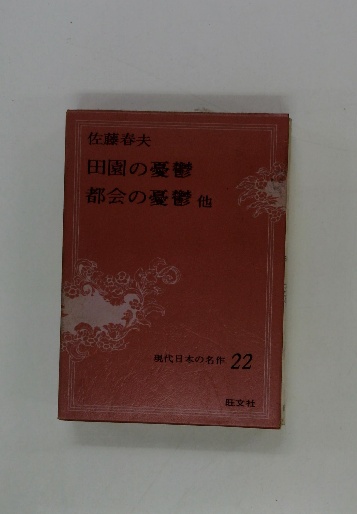 佐藤春夫
田園の憂鬱
都会の憂鬱 他
現代日本の名作 22
旺文社